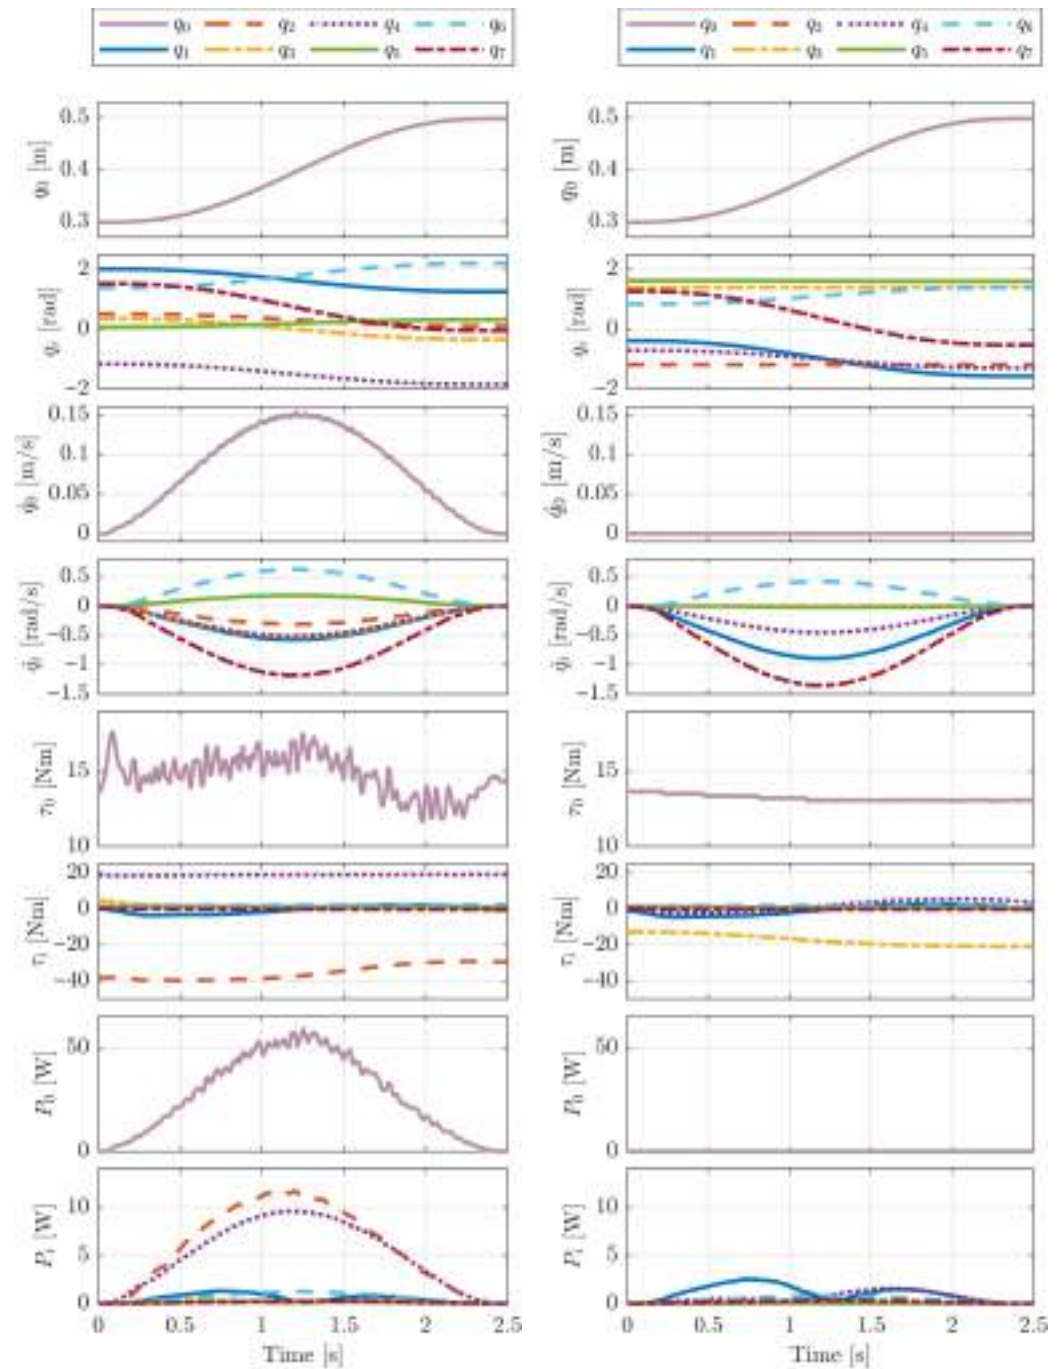 q₀ q₂ q₄ q₆ q₀ q₂ q₄ q₆
q₁ q₃ q₅ q₇ q₁ q₃ q₅ q₇
q₀ [m] 0.5 0.4 0.3 q₀ [m] 0.5 0.4 0.3
qᵢ [rad] 2 0 −2 qᵢ [rad] 2 0 −2
q̇₀ [m/s] 0.15 0.1 0.05 0 q̇₀ [m/s] 0.15 0.1 0.05 0
q̇ᵢ [rad/s] 0.5 0 −0.5 −1 −1.5 q̇ᵢ [rad/s] 0.5 0 −0.5 −1 −1.5
τ₀ [Nm] 15 10 τ₀ [Nm] 15 10
τᵢ [Nm] 20 0 −20 −40 τᵢ [Nm] 20 0 −20 −40
P₀ [W] 50 0 P₀ [W] 50 0
Pᵢ [W] 10 5 0 Pᵢ [W] 10 5 0
0 0.5 1 1.5 2 2.5 0 0.5 1 1.5 2 2.5
Time [s] Time [s]